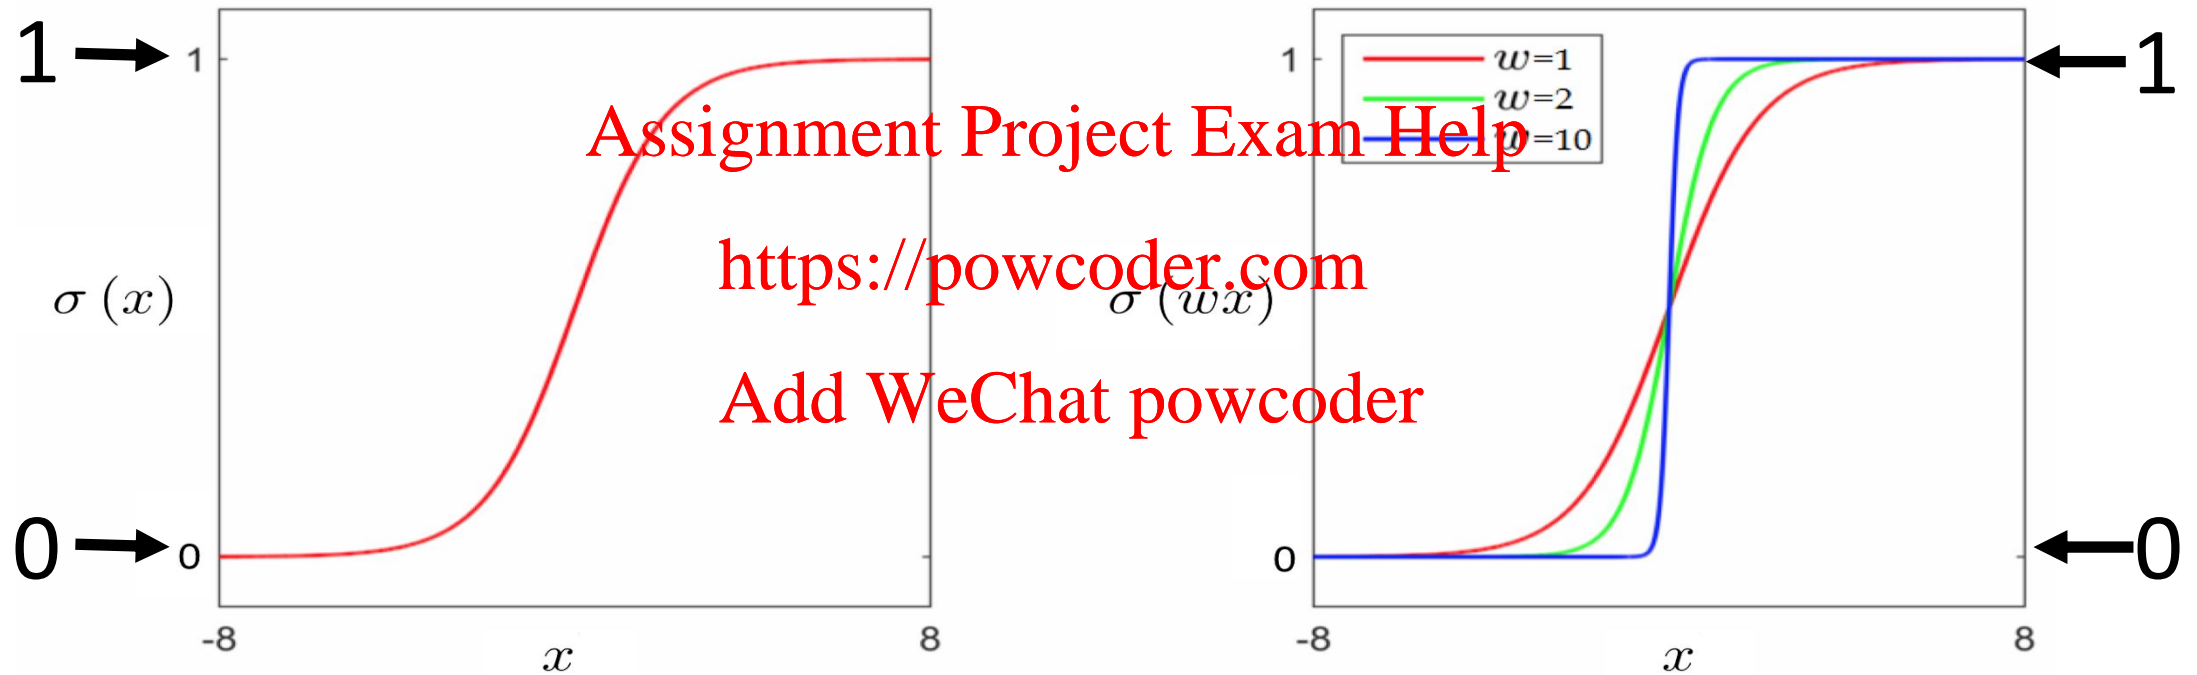 1
1
0
0
σ (x)
-8
8
x
1
w=1
w=2
w=10
1
0
0
σ (wx)
-8
8
x
Assignment Project Exam Help
https://powcoder.com
Add WeChat powcoder